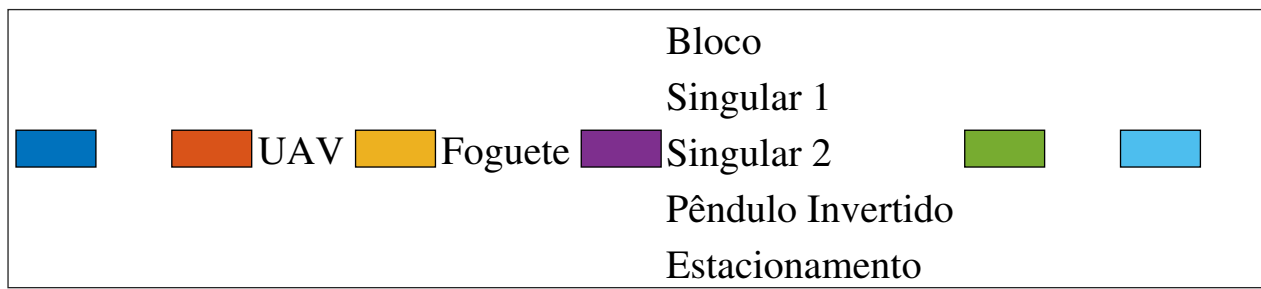 Bloco
Singular 1
UAV Foguete Singular 2
Pêndulo Invertido
Estacionamento